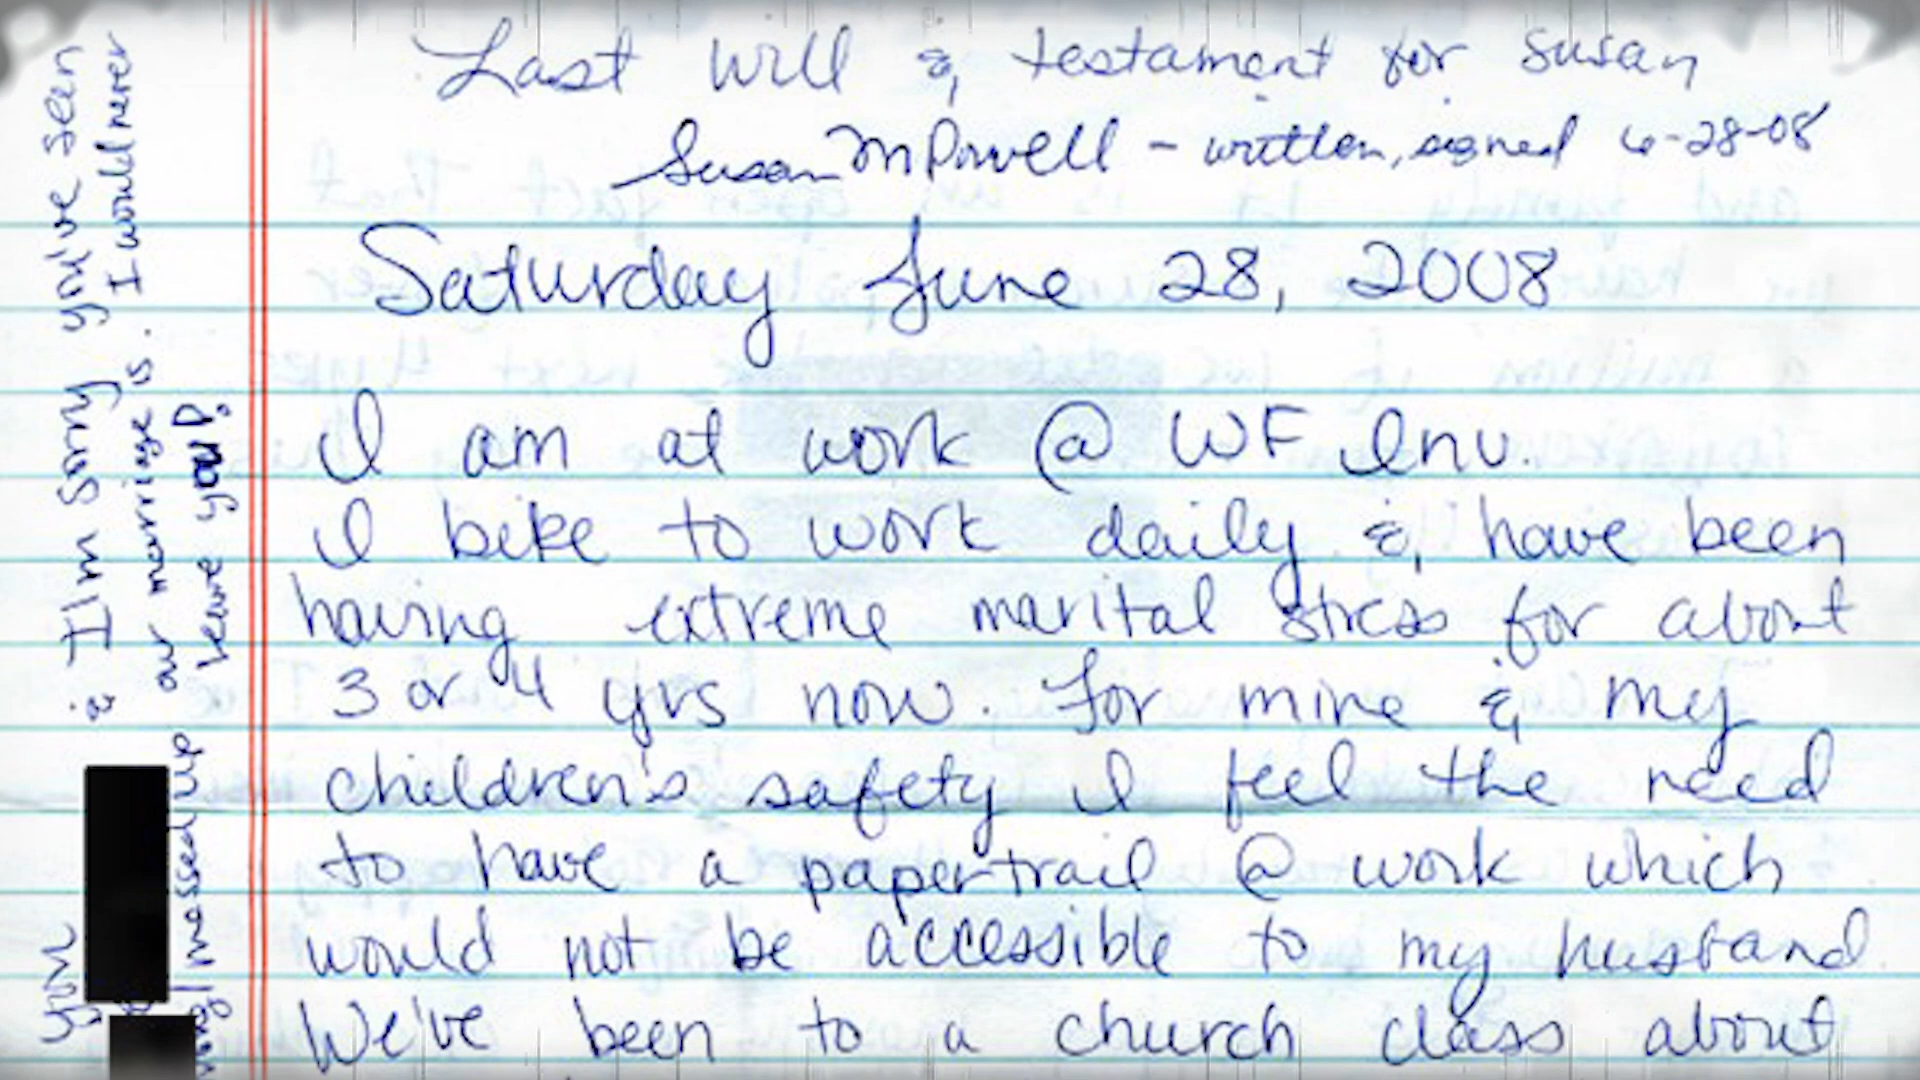 Last will & testament for Susan
Susan M Powell - written, signed 6-28-08
Saturday June 28, 2008
I am at work @ WF Inv.
I bike to work daily & have been
having extreme marital stress for about
3 or 4 yrs now. For mine & my
children's safety I feel the need
to have a papertrail @ work which
would not be accessible to my husband.
We've been to a church class about
& I'm sorry you've seen
messed up our marriage is. I would never
leave you!